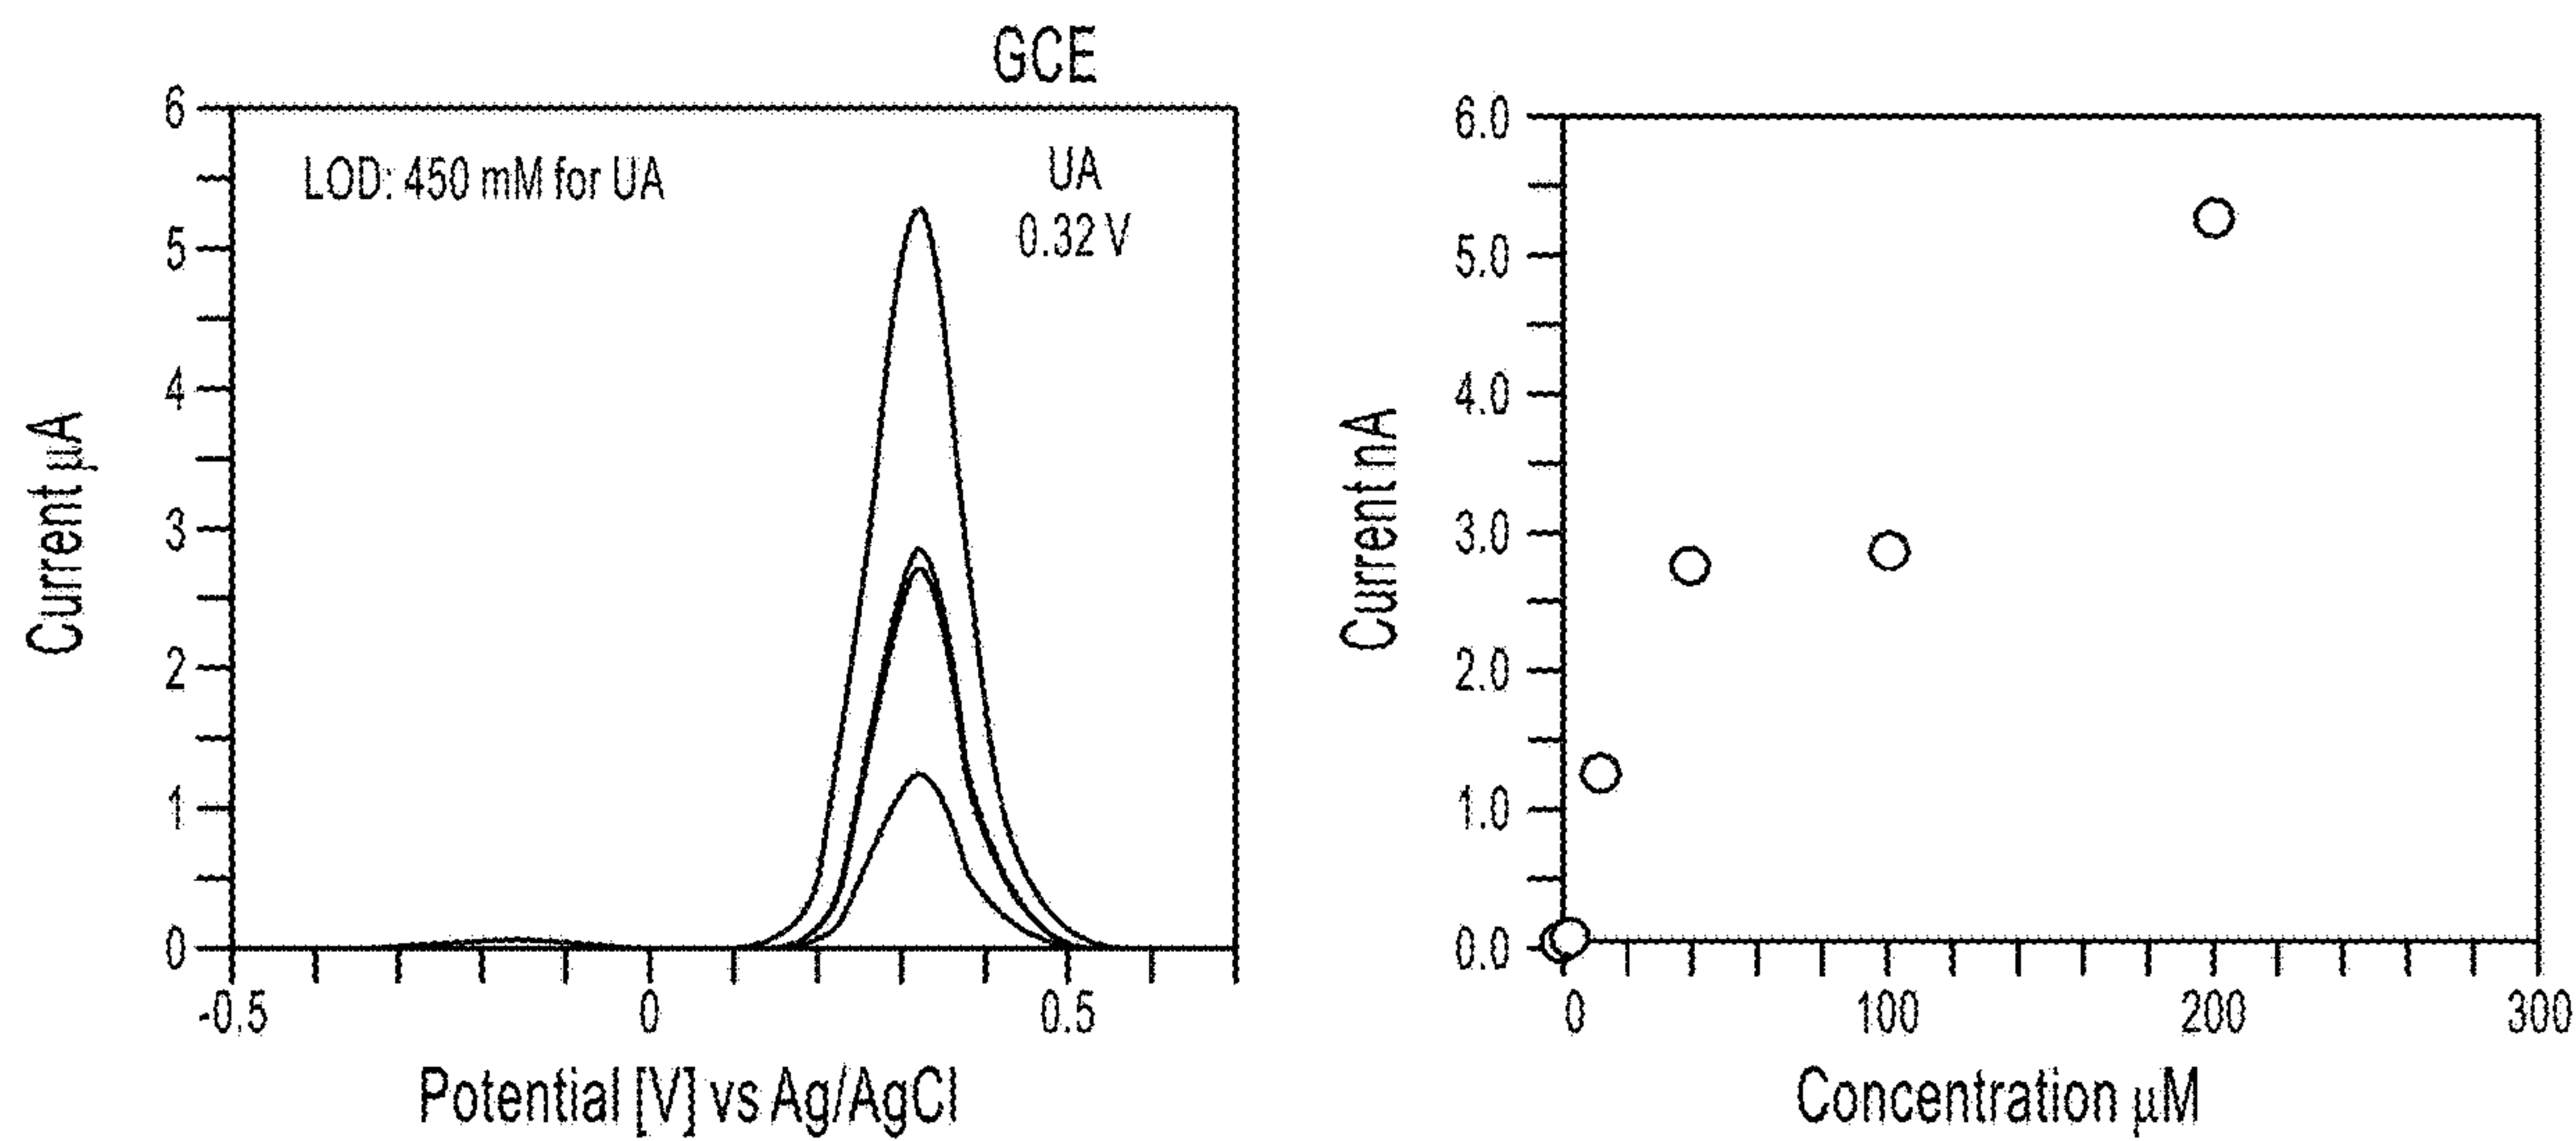 GCE
LOD: 450 mM for UA
UA
0.32 V
6
5
4
3
2
1
0
Current µA
-0.5
0
0.5
Potential [V] vs Ag/AgCl
6.0
5.0
4.0
3.0
2.0
1.0
0.0
Current nA
0
100
200
300
Concentration µM